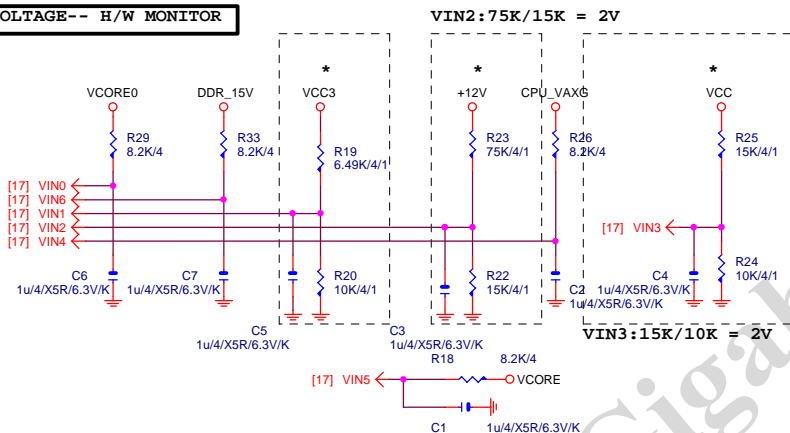 OLTAGE-- H/W MONITOR
VIN2:75K/15K = 2V
*
*
*
VCORE0
DDR_15V
VCC3
+12V
CPU_VAXG
VCC
R29
8.2K/4
R33
8.2K/4
R19
6.49K/4/1
R23
75K/4/1
R26
8.2K/4
R25
15K/4/1
[17] VIN0
[17] VIN6
[17] VIN1
[17] VIN2
[17] VIN4
[17] VIN3
C6
1u/4/X5R/6.3V/K
C7
1u/4/X5R/6.3V/K
R20
10K/4/1
R22
15K/4/1
C2
1u/4/X5R/6.3V/K
C4
1u/4/X5R/6.3V/K
R24
10K/4/1
C5
1u/4/X5R/6.3V/K
C3
1u/4/X5R/6.3V/K
VIN3:15K/10K = 2V
R18
8.2K/4
[17] VIN5
VCORE
C1
1u/4/X5R/6.3V/K
Gigab